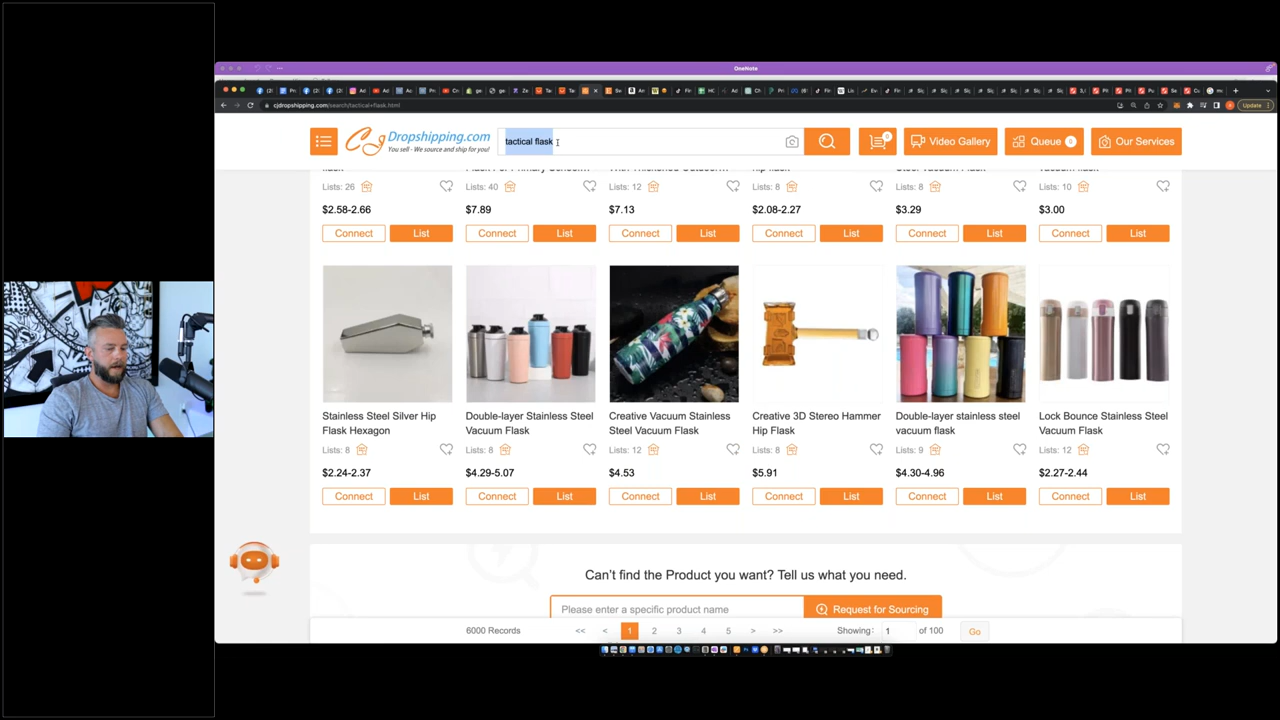 OneNote
cjdropshipping.com/search/tactical+flask.html
Update
CJDropshipping.com
You sell - We source and ship for you!
tactical flask
0
Video Gallery
Queue 0
Our Services
Lists: 26
Lists: 40
Lists: 12
Lists: 8
Lists: 8
Lists: 10
$2.58-2.66
$7.89
$7.13
$2.08-2.27
$3.29
$3.00
Connect List
Connect List
Connect List
Connect List
Connect List
Connect List
Stainless Steel Silver Hip
Flask Hexagon
Lists: 8
$2.24-2.37
Connect List
Double-layer Stainless Steel
Vacuum Flask
Lists: 8
$4.29-5.07
Connect List
Creative Vacuum Stainless
Steel Vacuum Flask
Lists: 12
$4.53
Connect List
Creative 3D Stereo Hammer
Hip Flask
Lists: 8
$5.91
Connect List
Double-layer stainless steel
vacuum flask
Lists: 9
$4.30-4.96
Connect List
Lock Bounce Stainless Steel
Vacuum Flask
Lists: 12
$2.27-2.44
Connect List
Can't find the Product you want? Tell us what you need.
Please enter a specific product name
Request for Sourcing
6000 Records
<< < 1 2 3 4 5 > >>
Showing: 1 of 100 Go